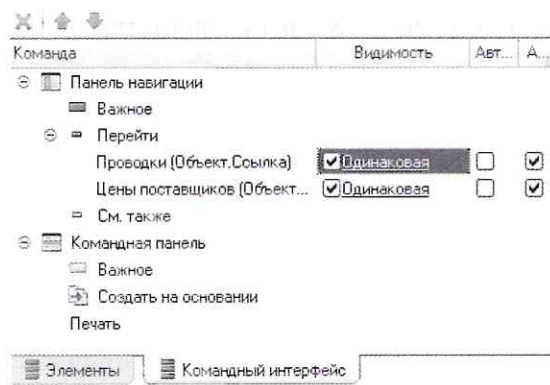 Команда Видимость Авт... А...
Панель навигации
Важное
Перейти
Проводки (Объект.Ссылка) Одинаковая
Цены поставщиков (Объект... Одинаковая
См. также
Командная панель
Важное
Создать на основании
Печать
Элементы Командный интерфейс